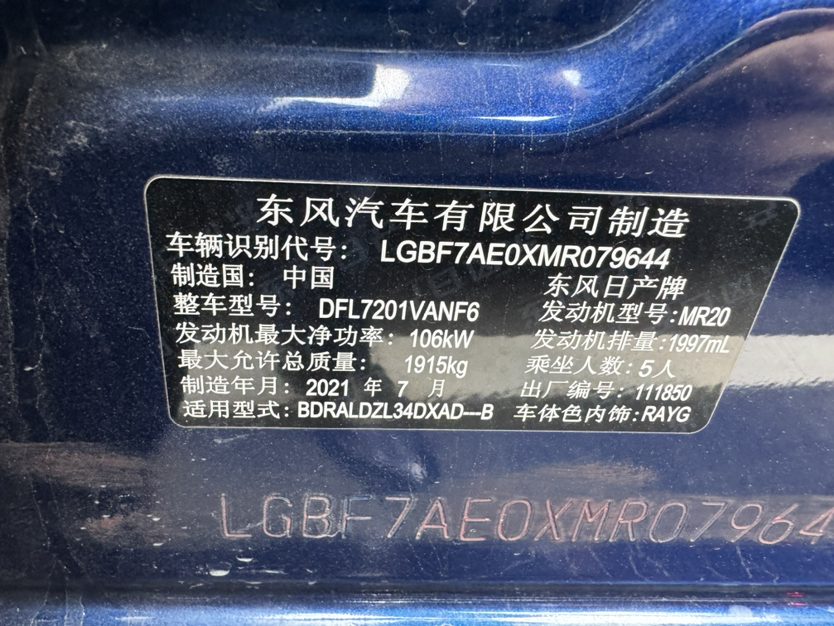 东风汽车有限公司制造
车辆识别代号: LGBF7AE0XMR079644
制造国: 中国 东风日产牌
整车型号: DFL7201VANF6 发动机型号:MR20
发动机最大净功率: 106kW 发动机排量:1997mL
最大允许总质量: 1915kg 乘坐人数:5人
制造年月: 2021 年 7 月 出厂编号: 111850
适用型式: BDRALDZL34DXAD---B 车体色内饰:RAYG
LGBF7AE0XMR079644